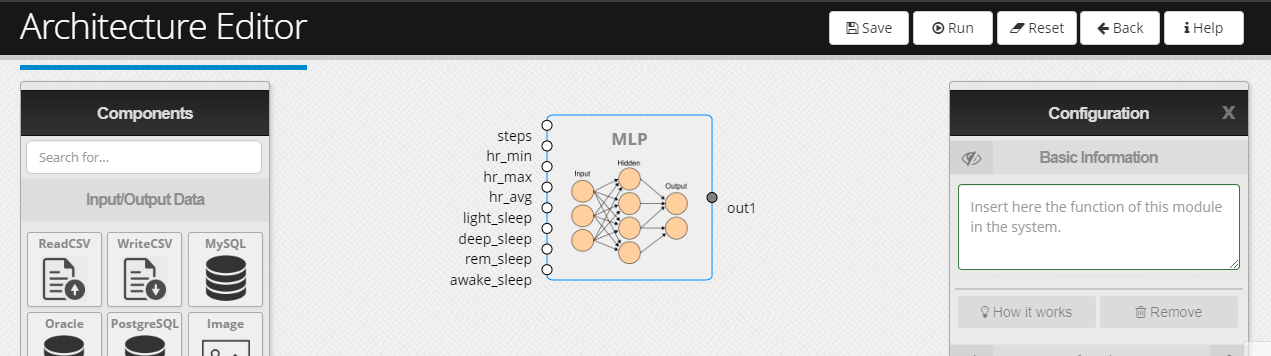 Architecture Editor
Save
Run
Reset
Back
Help
Components
Search for...
Input/Output Data
ReadCSV
WriteCSV
MySQL
Oracle
PostgreSQL
Image
steps
hr_min
hr_max
hr_avg
light_sleep
deep_sleep
rem_sleep
awake_sleep
MLP
Input
Hidden
Output
out1
Configuration
X
Basic Information
Insert here the function of this module
in the system.
How it works
Remove